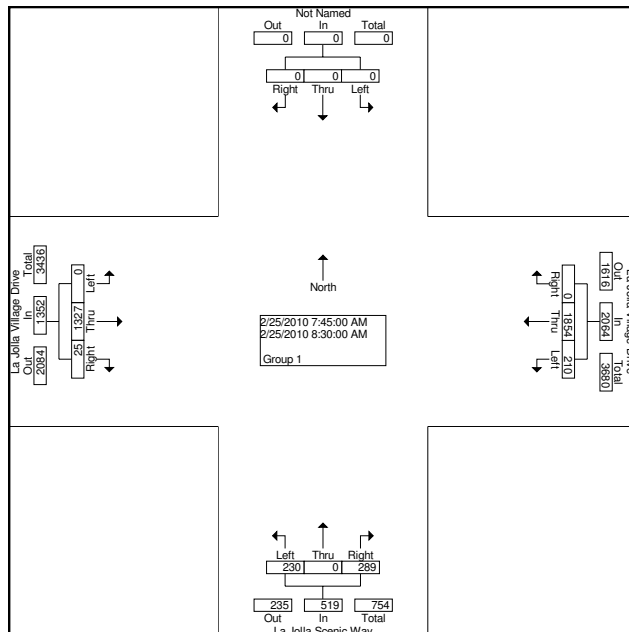 Not Named
Out In Total
0 0 0
0 0 0
Right Thru Left
La Jolla Village Drive
Total In Out
3436 1352 2084
0 1327 25
Left Thru Right
North
2/25/2010 7:45:00 AM
2/25/2010 8:30:00 AM
Group 1
Right Thru Left
0 1854 210
1616 2064 3680
Out In Total
Left Thru Right
230 0 289
235 519 754
Out In Total
La Jolla Scenic Way